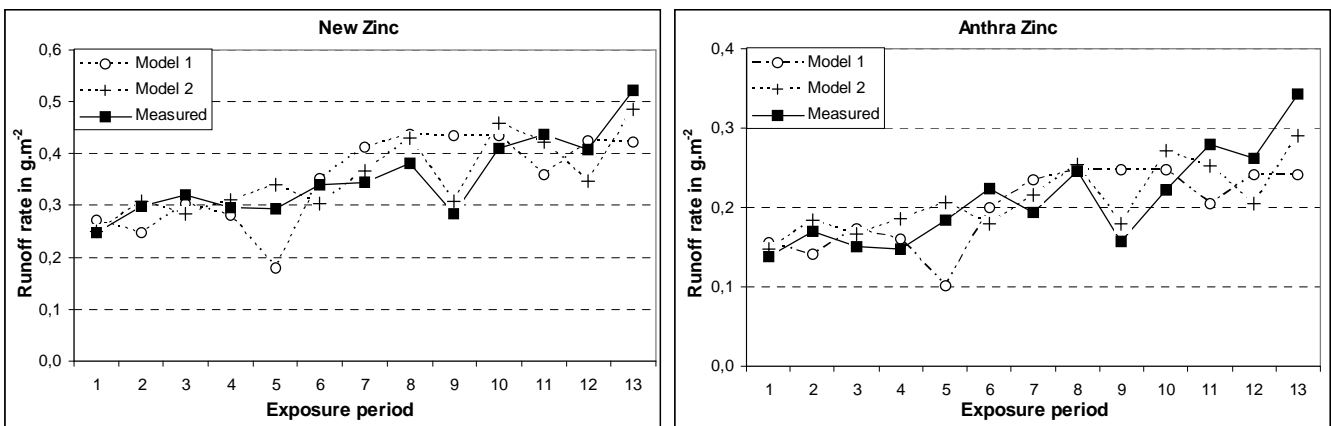 New Zinc
Runoff rate in g.m-2
0,6
0,5
0,4
0,3
0,2
0,1
0,0
Model 1
Model 2
Measured
1 2 3 4 5 6 7 8 9 10 11 12 13
Exposure period
Anthra Zinc
Runoff rate in g.m-2
0,4
0,3
0,2
0,1
0,0
Model 1
Model 2
Measured
1 2 3 4 5 6 7 8 9 10 11 12 13
Exposure period